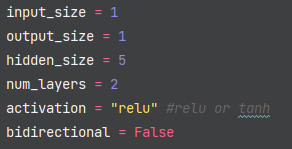 input_size = 1
output_size = 1
hidden_size = 5
num_layers = 2
activation = "relu" #relu or tanh
bidirectional = False